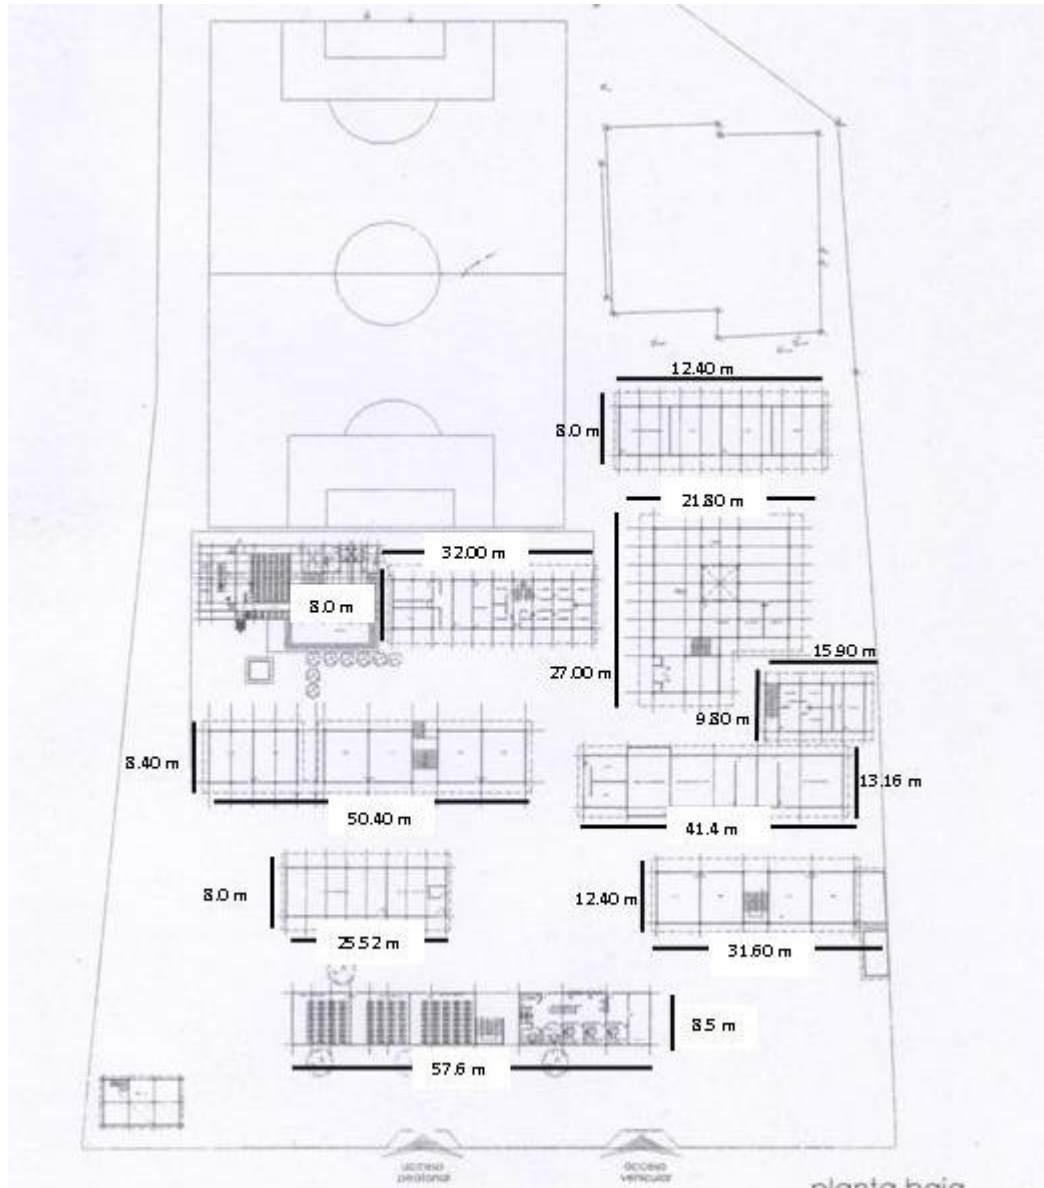 12.40 m
8.0 m
21.80 m
32.00 m
8.0 m
27.00 m
15.90 m
9.80 m
8.40 m
13.16 m
50.40 m
41.4 m
8.0 m
12.40 m
25.52 m
31.60 m
8.5 m
57.6 m
acceso acceso
peatonal vehicular
planta baja